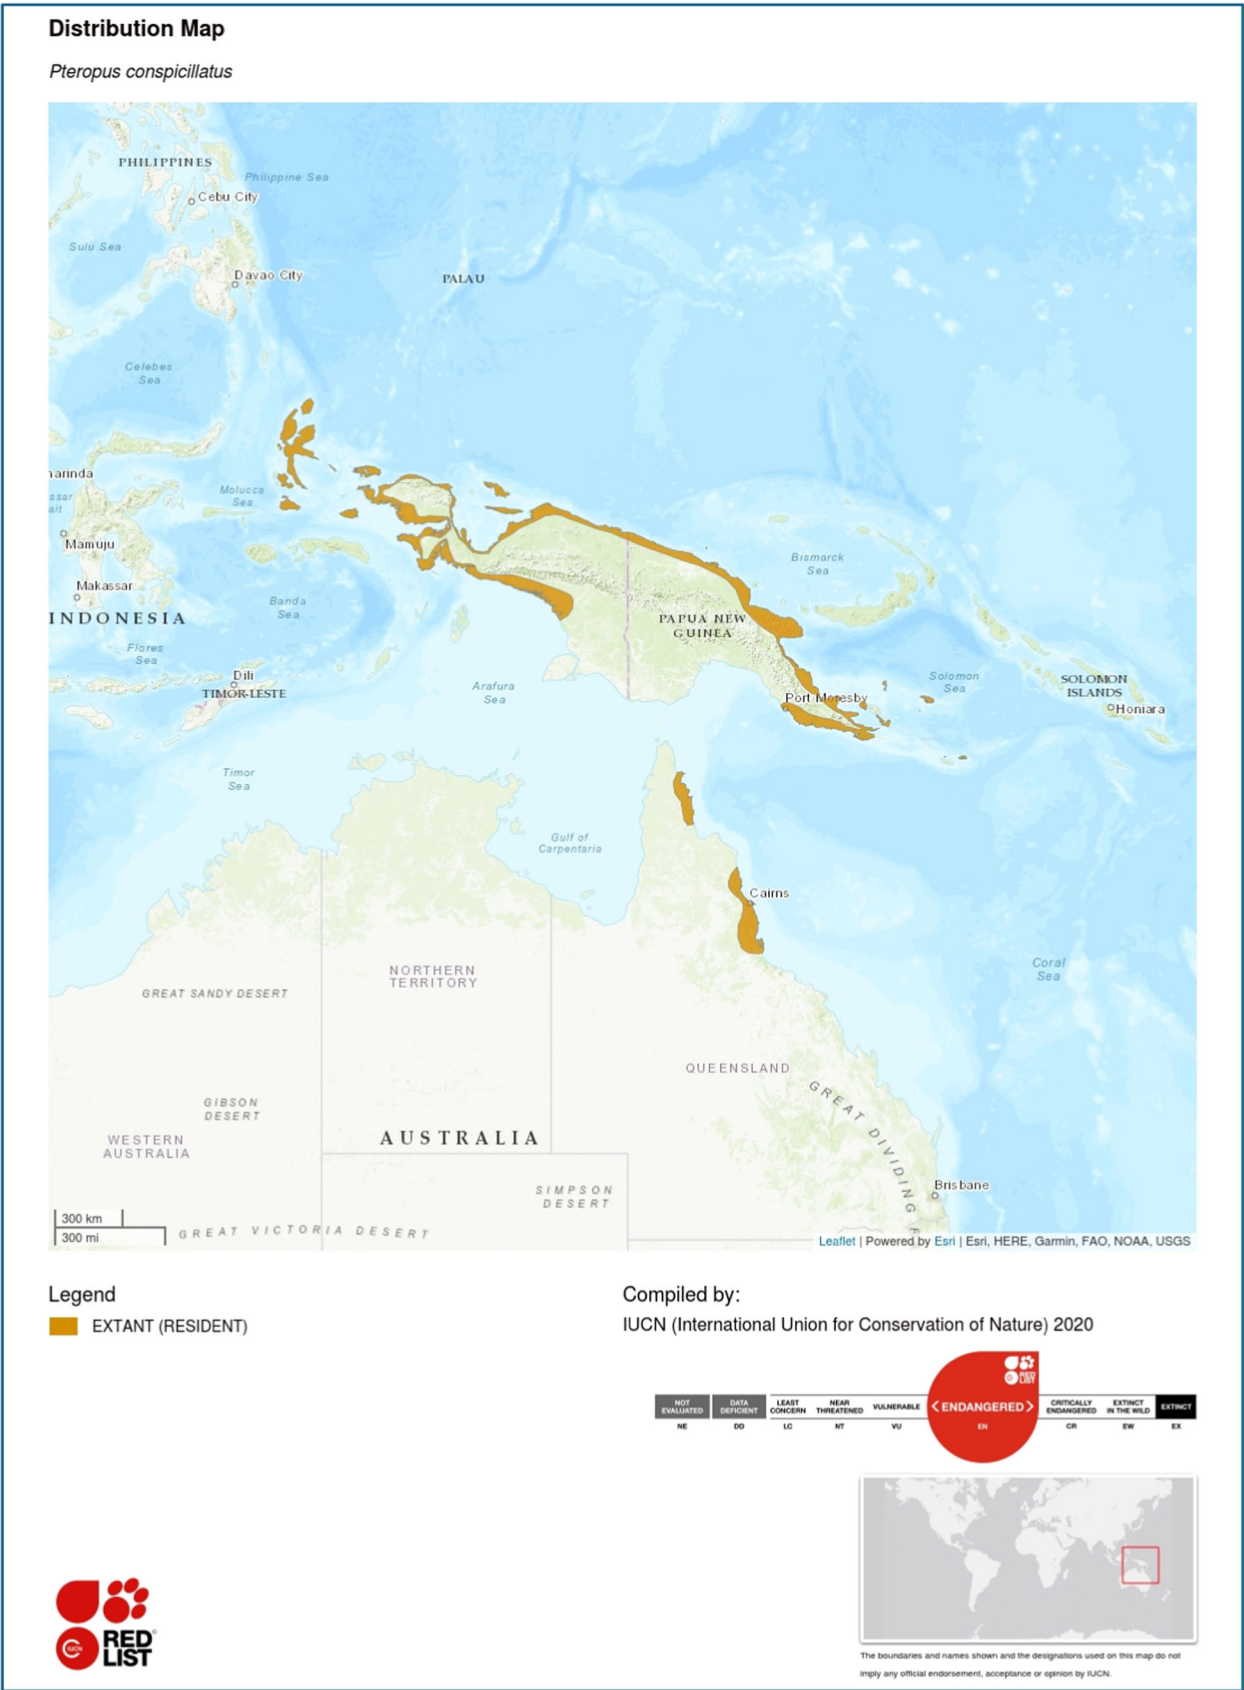 Distribution Map
Pteropus conspicillatus
PHILIPPINES
Philippine Sea
Cebu City
Sulu Sea
Davao City
PALAU
Celebes
Sea
arinda
Molucca
Sea
ssar
ait
Mamuju
Makassar
INDONESIA
Banda
Sea
Flores
Sea
Dili
TIMOR-LESTE
Bismarck
Sea
PAPUA NEW
GUINEA
Arafura
Sea
Port Moresby
Solomon
Sea
SOLOMON
ISLANDS
Honiara
Timor
Sea
Gulf of
Carpentaria
Cairns
Coral
Sea
NORTHERN
TERRITORY
GREAT SANDY DESERT
QUEENSLAND
GREAT DIVIDING
GIBSON
DESERT
WESTERN
AUSTRALIA
AUSTRALIA
SIMPSON
DESERT
Brisbane
300 km
300 mi
GREAT VICTORIA DESERT
Leaflet | Powered by Esri | Esri, HERE, Garmin, FAO, NOAA, USGS
Legend
EXTANT (RESIDENT)
Compiled by:
IUCN (International Union for Conservation of Nature) 2020
RED
LIST
NOT
EVALUATED
NE
DATA
DEFICIENT
DD
LEAST
CONCERN
LC
NEAR
THREATENED
NT
VULNERABLE
VU
<ENDANGERED>
EN
CRITICALLY
ENDANGERED
CR
EXTINCT
IN THE WILD
EW
EXTINCT
EX
IUCN
RED
LIST
The boundaries and names shown and the designations used on this map do not
imply any official endorsement, acceptance or opinion by IUCN.